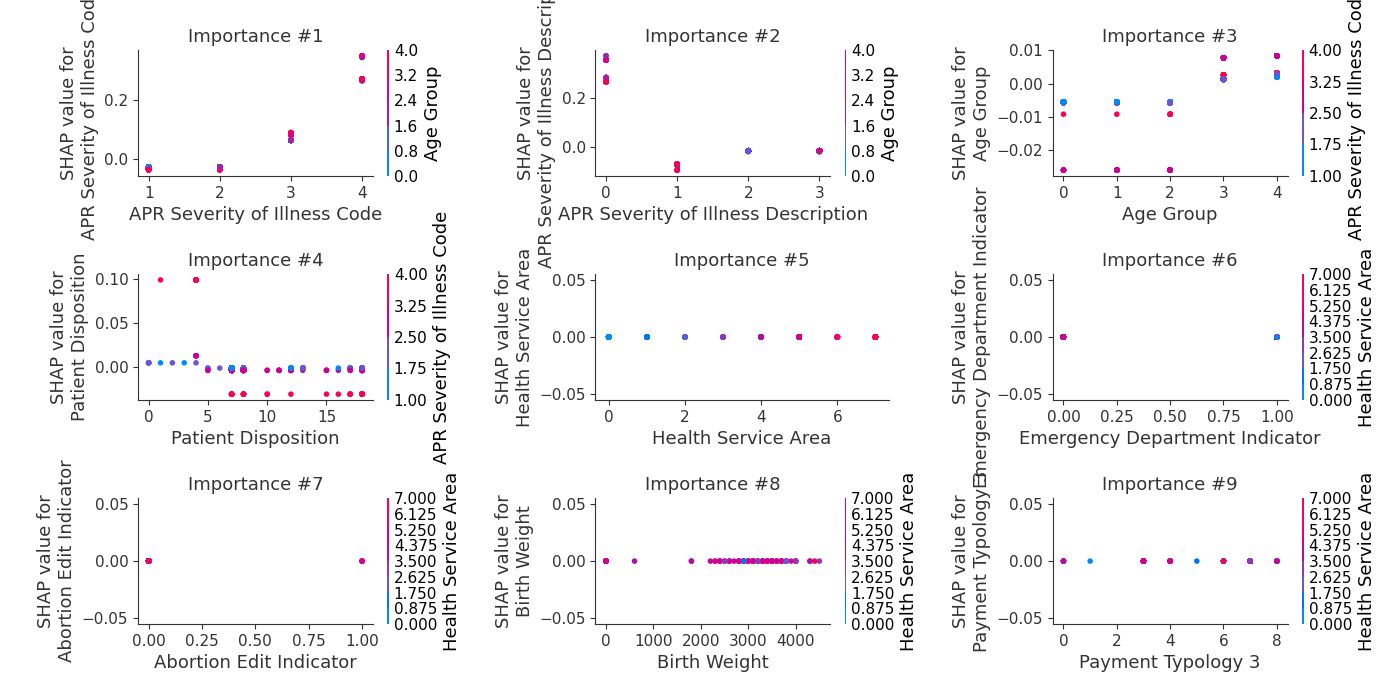 Importance #1
SHAP value for
APR Severity of Illness Code
0.2
0.0
1 2 3 4
APR Severity of Illness Code
4.0
3.2
2.4
1.6
0.8
0.0
Age Group
Importance #2
SHAP value for
APR Severity of Illness Descrip
0.2
0.0
0 1 2 3
APR Severity of Illness Description
4.0
3.2
2.4
1.6
0.8
0.0
Age Group
Importance #3
SHAP value for
Age Group
0.01
0.00
−0.01
−0.02
0 1 2 3 4
Age Group
4.00
3.25
2.50
1.75
1.00
APR Severity of Illness Code
Importance #4
SHAP value for
Patient Disposition
0.10
0.05
0.00
0 5 10 15
Patient Disposition
4.00
3.25
2.50
1.75
1.00
APR Severity of Illness Code
Importance #5
SHAP value for
Health Service Area
0.05
0.00
−0.05
0 2 4 6
Health Service Area
Importance #6
SHAP value for
Emergency Department Indicator
0.05
0.00
−0.05
0.00 0.25 0.50 0.75 1.00
Emergency Department Indicator
7.000
6.125
5.250
4.375
3.500
2.625
1.750
0.875
0.000
Health Service Area
Importance #7
SHAP value for
Abortion Edit Indicator
0.05
0.00
−0.05
0.00 0.25 0.50 0.75 1.00
Abortion Edit Indicator
7.000
6.125
5.250
4.375
3.500
2.625
1.750
0.875
0.000
Health Service Area
Importance #8
SHAP value for
Birth Weight
0.05
0.00
−0.05
0 1000 2000 3000 4000
Birth Weight
7.000
6.125
5.250
4.375
3.500
2.625
1.750
0.875
0.000
Health Service Area
Importance #9
SHAP value for
Payment Typology 3
0.05
0.00
−0.05
0 2 4 6 8
Payment Typology 3
7.000
6.125
5.250
4.375
3.500
2.625
1.750
0.875
0.000
Health Service Area